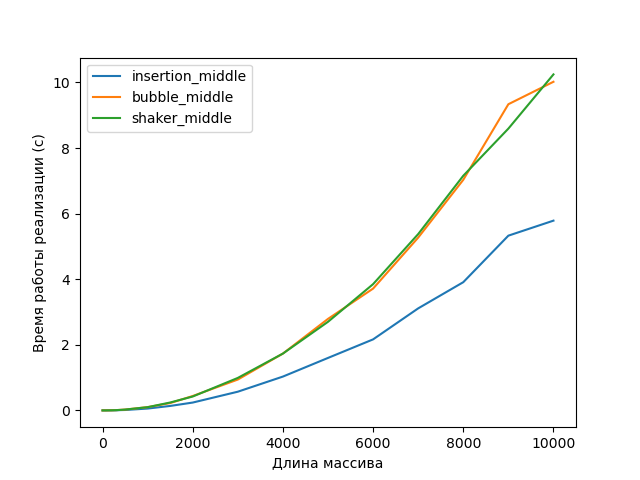 insertion_middle
bubble_middle
shaker_middle
10
8
6
4
2
0
Время работы реализации (с)
0 2000 4000 6000 8000 10000
Длина массива